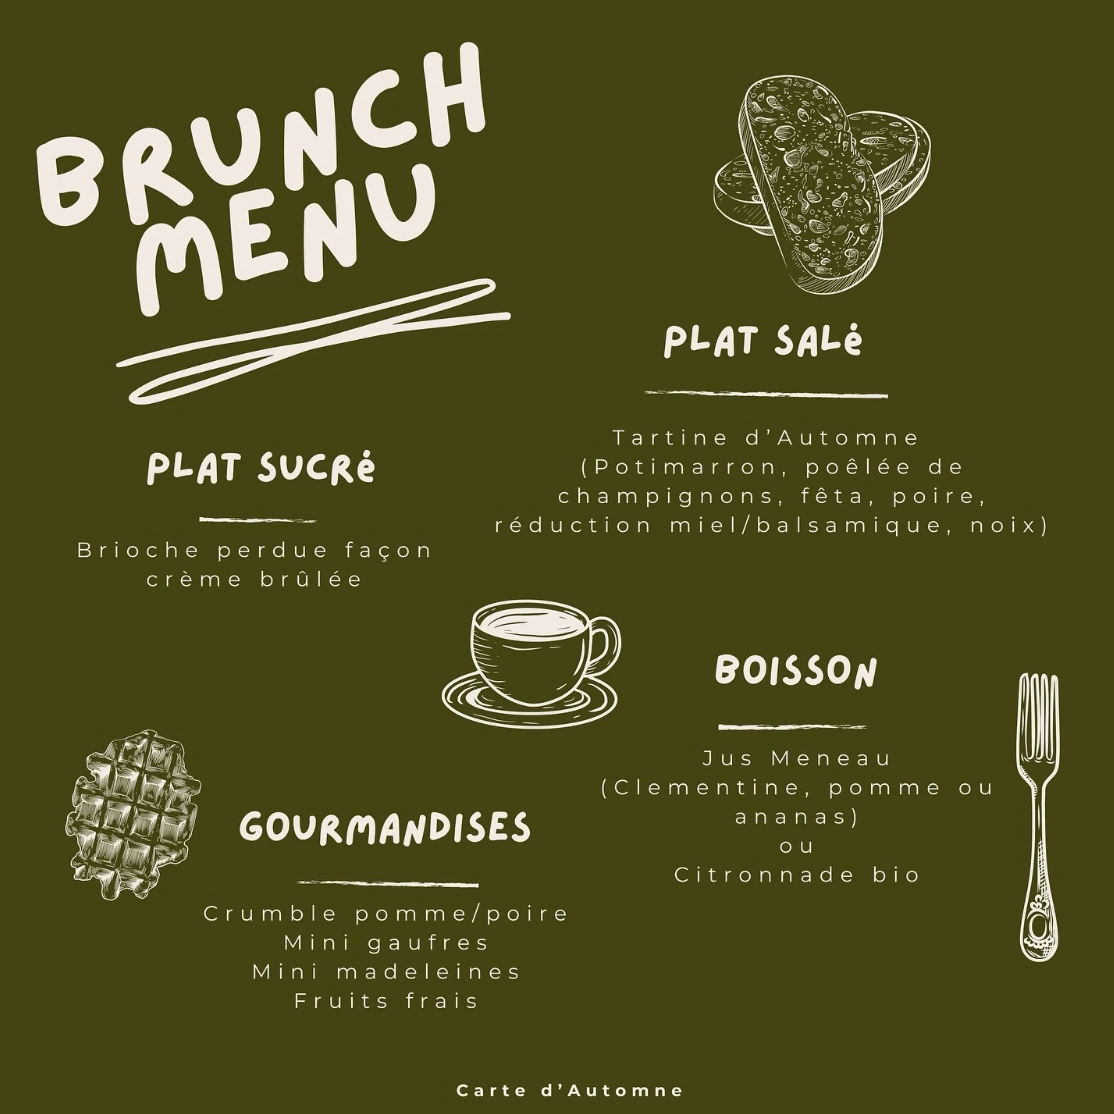 BRUNCH
MENU
PLAT SALÉ
Tartine d’Automne
(Potimarron, poêlée de
champignons, fêta, poire,
réduction miel/balsamique, noix)
PLAT SUCRÉ
Brioche perdue façon
crème brûlée
BOISSON
Jus Meneau
(Clementine, pomme ou
ananas)
ou
Citronnade bio
GOURMANDISES
Crumble pomme/poire
Mini gaufres
Mini madeleines
Fruits frais
Carte d’Automne